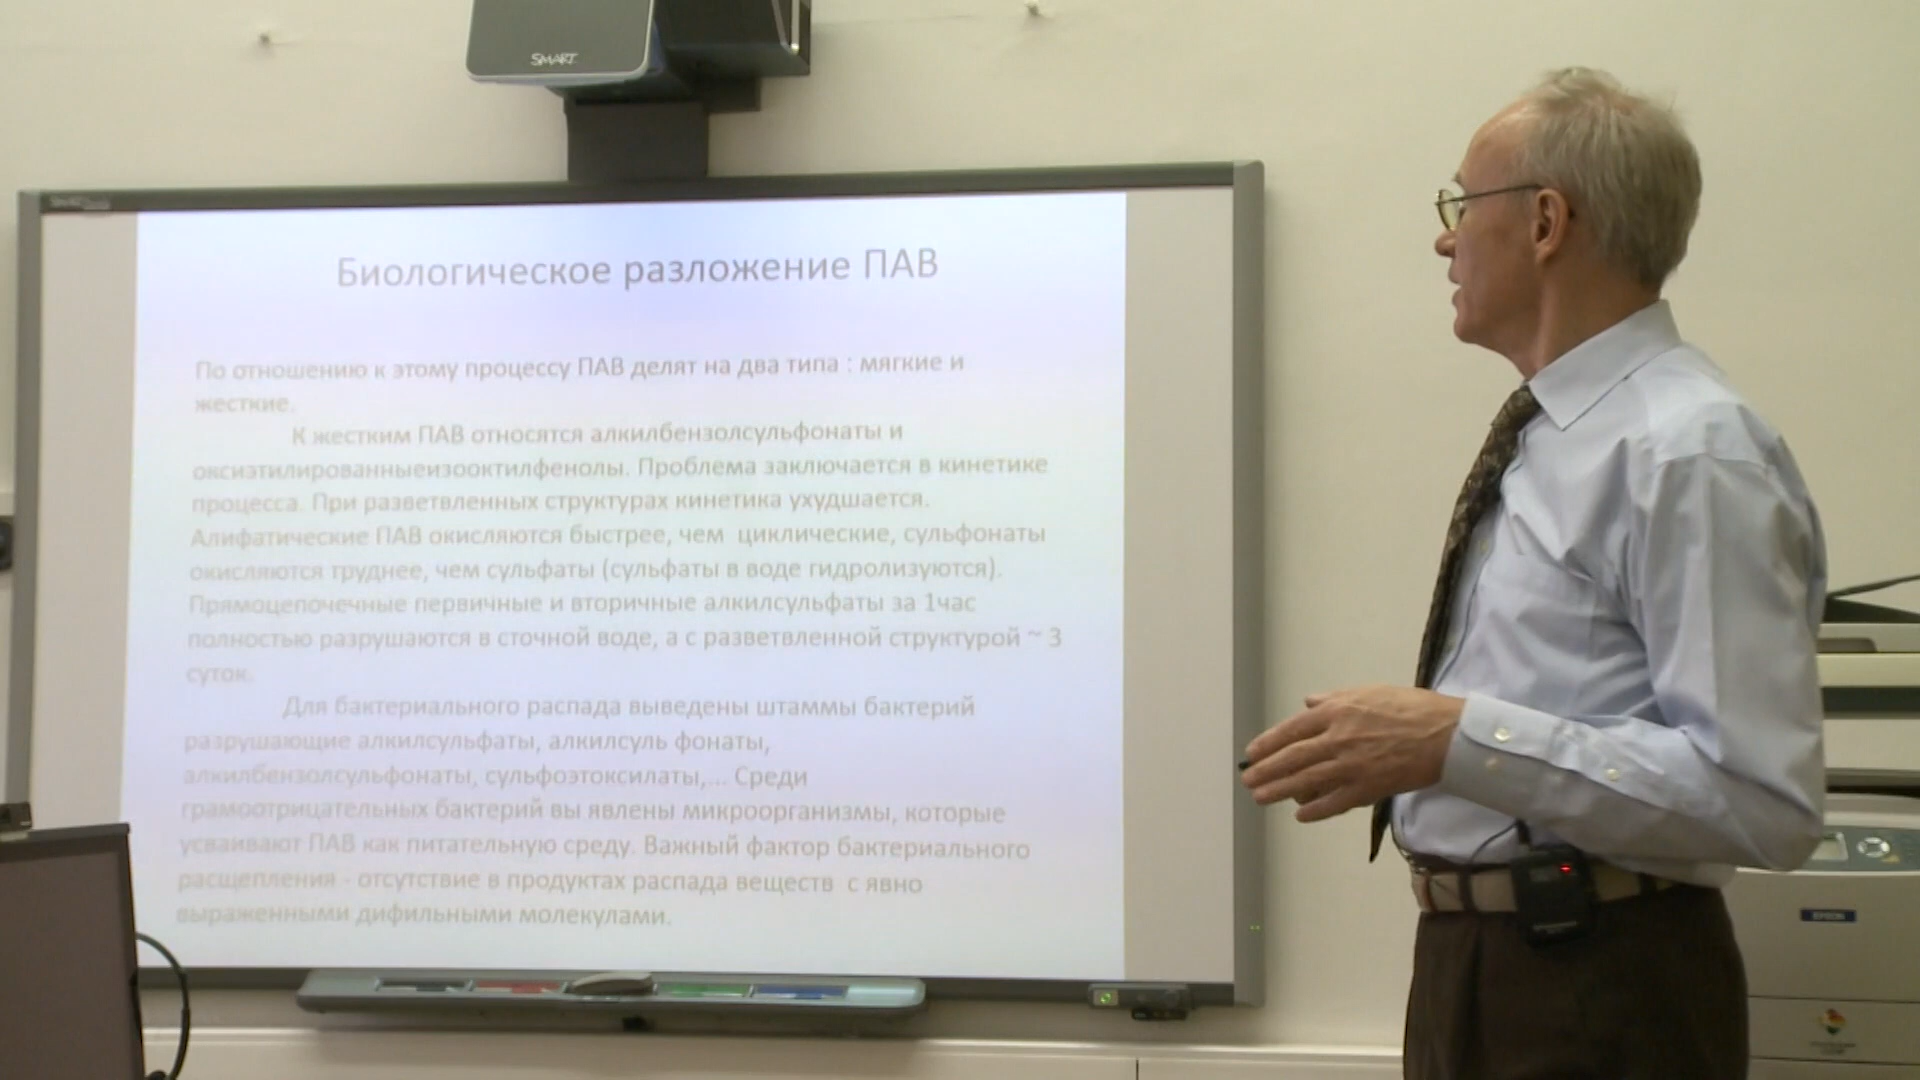 SMART
Биологическое разложение ПАВ
По отношению к этому процессу ПАВ делят на два типа : мягкие и
жесткие.
К жестким ПАВ относятся алкилбензолсульфонаты и
оксиэтилированныеизооктилфенолы. Проблема заключается в кинетике
процесса. При разветвленных структурах кинетика ухудшается.
Алифатические ПАВ окисляются быстрее, чем циклические, сульфонаты
окисляются труднее, чем сульфаты (сульфаты в воде гидролизуются).
Прямоцепочечные первичные и вторичные алкилсульфаты за 1час
полностью разрушаются в сточной воде, а с разветвленной структурой ~ 3
суток.
Для бактериального распада выведены штаммы бактерий
разрушающие алкилсульфаты, алкилсуль фонаты,
алкилбензолсульфонаты, сульфоэтоксилаты,... Среди
грамоотрицательных бактерий вы явлены микроорганизмы, которые
усваивают ПАВ как питательную среду. Важный фактор бактериального
расщепления - отсутствие в продуктах распада веществ с явно
выраженными дифильными молекулами.
EPSON